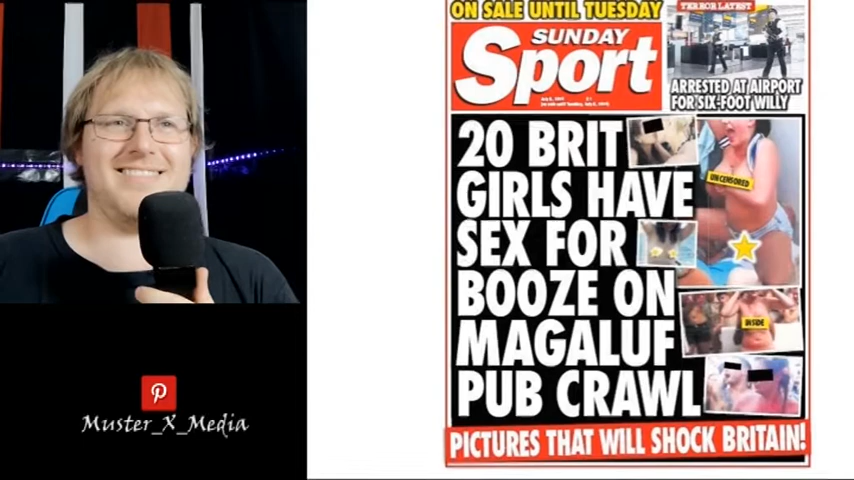 ON SALE UNTIL TUESDAY
SUNDAY
Sport
TERROR LATEST
ARRESTED AT AIRPORT
FOR SIX-FOOT WILLY
20 BRIT
GIRLS HAVE
SEX FOR
BOOZE ON
MAGALUF
PUB CRAWL
UNCENSORED
INSIDE
PICTURES THAT WILL SHOCK BRITAIN!
Muster_X_Media